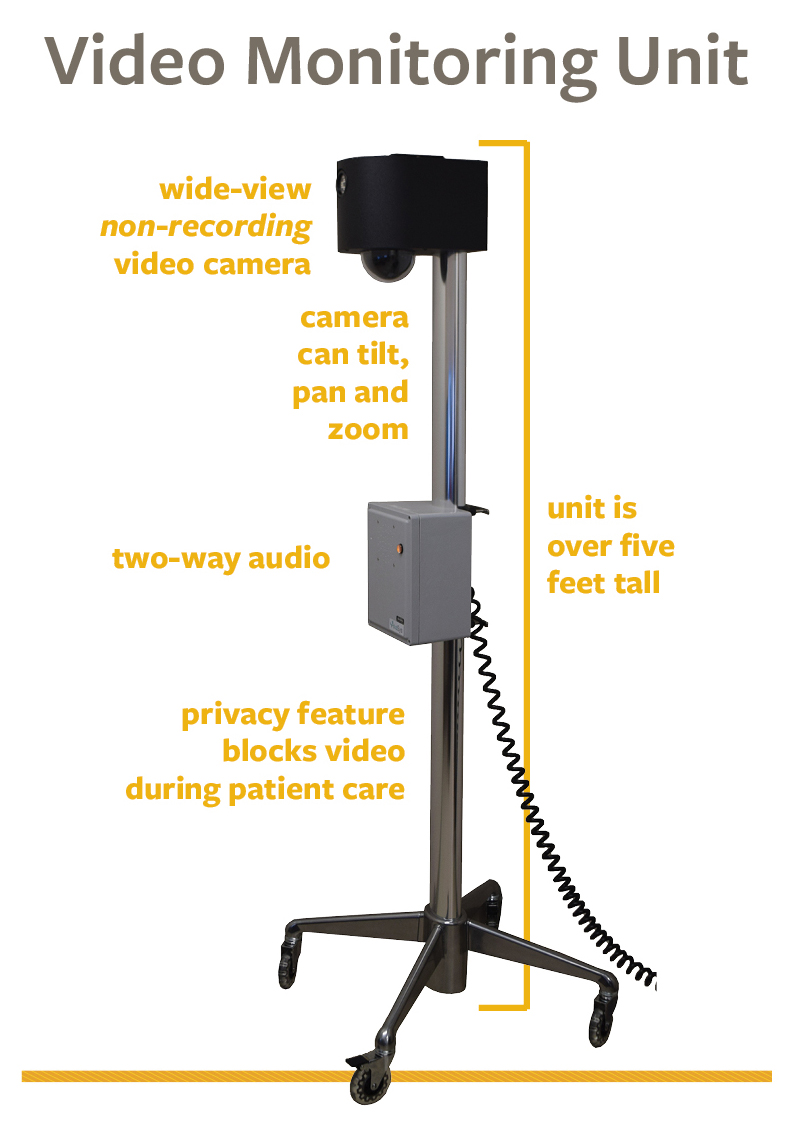 Video Monitoring Unit
wide-view
non-recording
video camera
camera
can tilt,
pan and
zoom
unit is
over five
feet tall
two-way audio
privacy feature
blocks video
during patient care